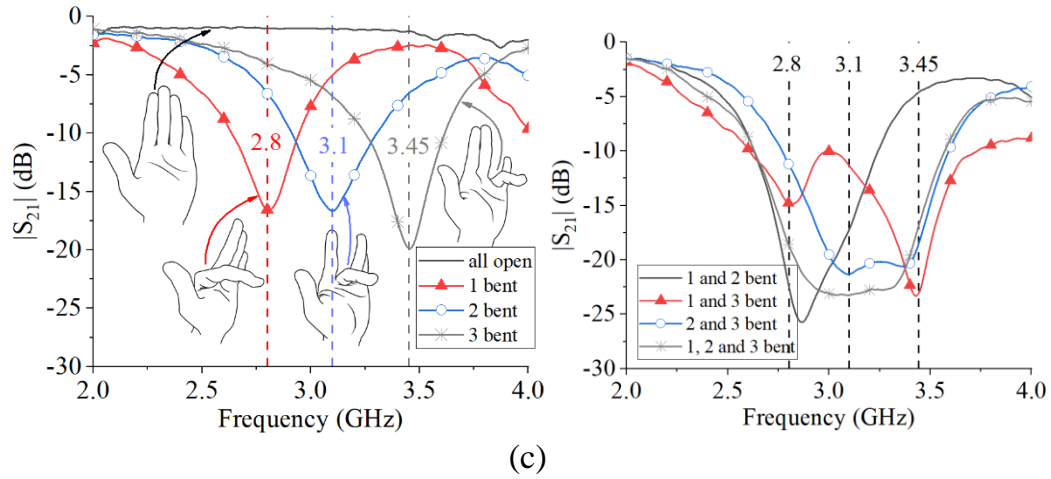 0
-5
-10
-15
-20
-25
-30
|S21| (dB)
2.8
3.1
3.45
all open
1 bent
2 bent
3 bent
2.0
2.5
3.0
3.5
4.0
Frequency (GHz)
0
-5
-10
-15
-20
-25
-30
|S21| (dB)
2.8
3.1
3.45
1 and 2 bent
1 and 3 bent
2 and 3 bent
1, 2 and 3 bent
2.0
2.5
3.0
3.5
4.0
Frequency (GHz)
(c)